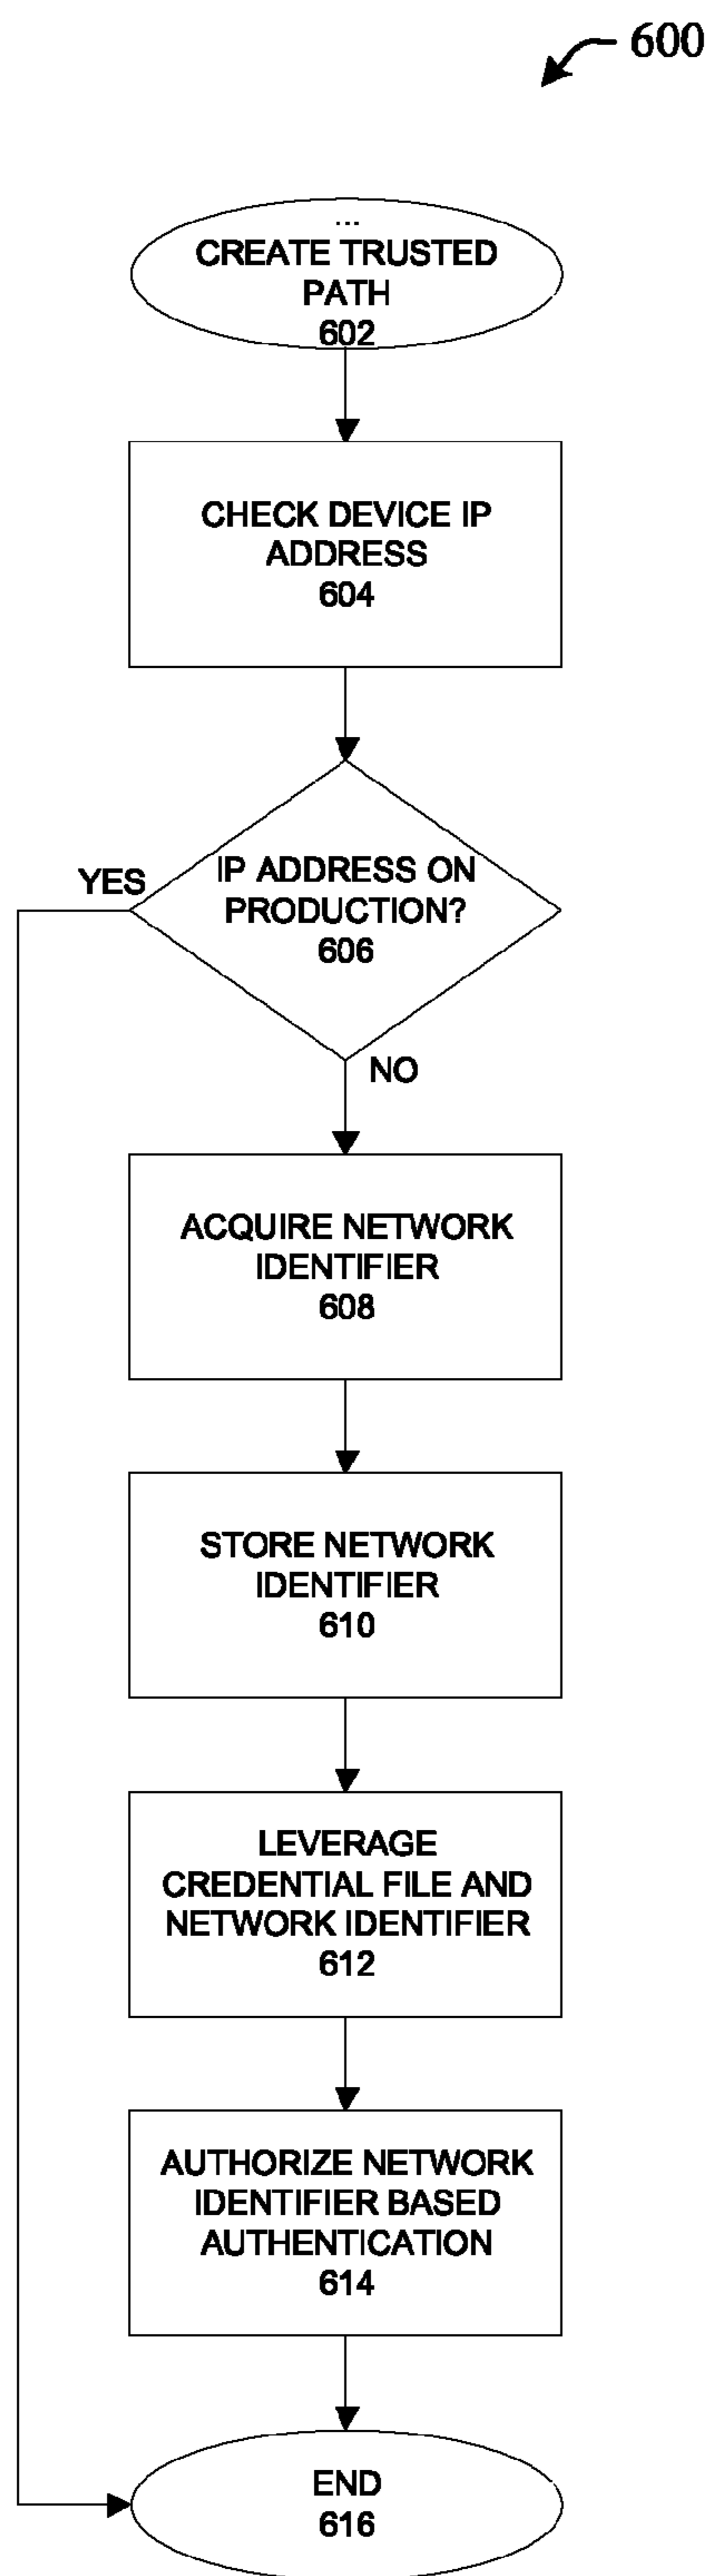 600
...
CREATE TRUSTED
PATH
602
CHECK DEVICE IP
ADDRESS
604
YES
IP ADDRESS ON
PRODUCTION?
606
NO
ACQUIRE NETWORK
IDENTIFIER
608
STORE NETWORK
IDENTIFIER
610
LEVERAGE
CREDENTIAL FILE AND
NETWORK IDENTIFIER
612
AUTHORIZE NETWORK
IDENTIFIER BASED
AUTHENTICATION
614
END
616